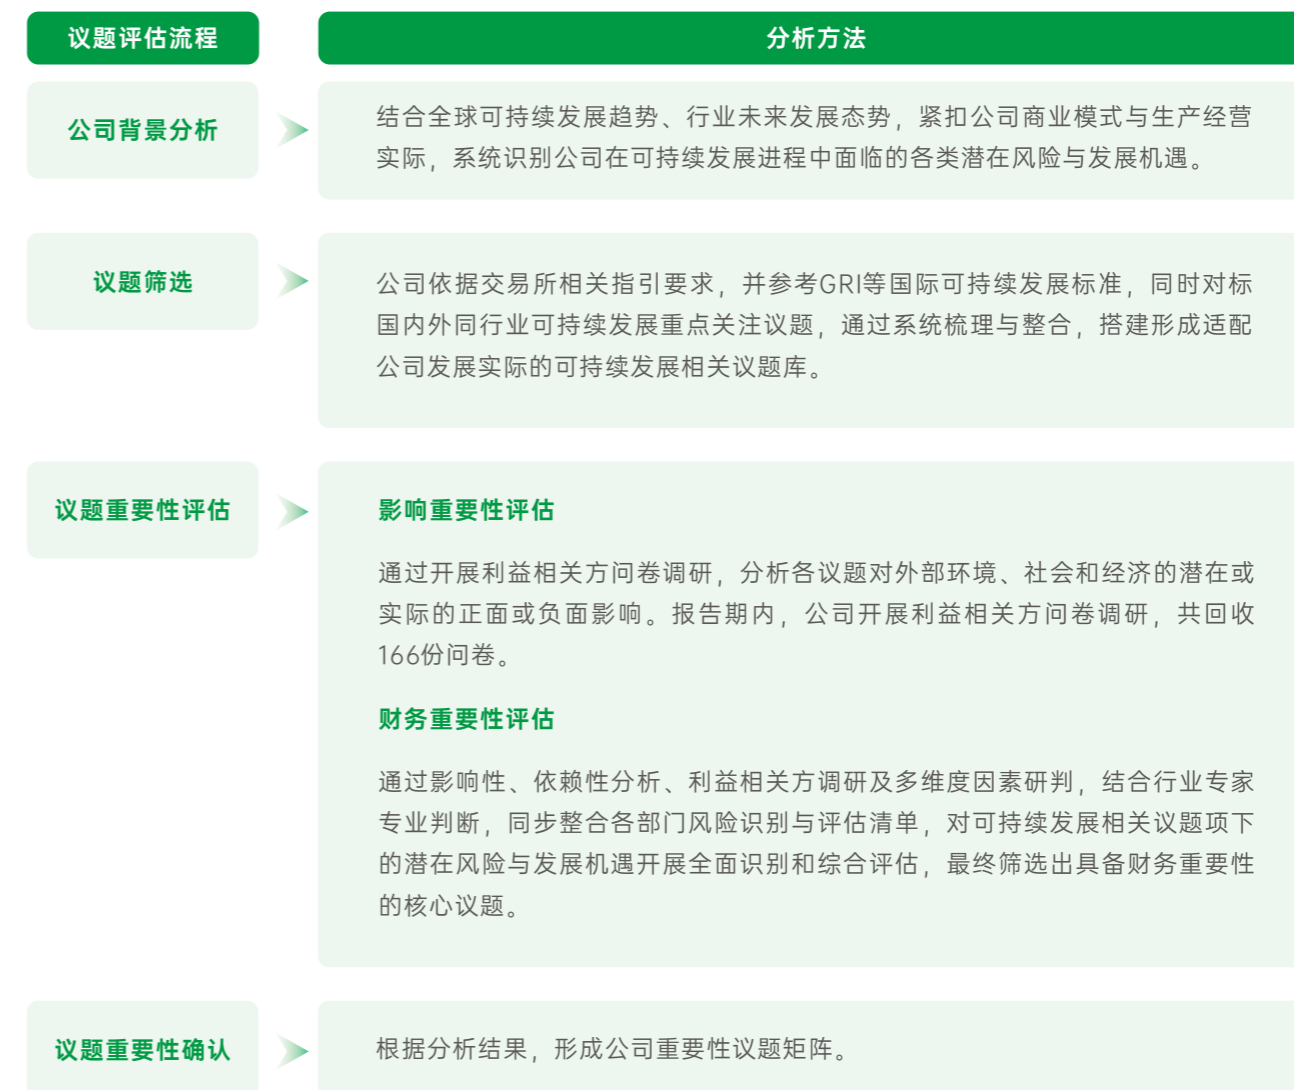 议题评估流程
分析方法
公司背景分析
结合全球可持续发展趋势、行业未来发展态势，紧扣公司商业模式与生产经营
实际，系统识别公司在可持续发展进程中面临的各类潜在风险与发展机遇。
议题筛选
公司依据交易所相关指引要求，并参考GRI等国际可持续发展标准，同时对标
国内外同行业可持续发展重点关注议题，通过系统梳理与整合，搭建形成适配
公司发展实际的可持续发展相关议题库。
议题重要性评估
影响重要性评估
通过开展利益相关方问卷调研，分析各议题对外部环境、社会和经济的潜在或
实际的正面或负面影响。报告期内，公司开展利益相关方问卷调研，共回收
166份问卷。
财务重要性评估
通过影响性、依赖性分析、利益相关方调研及多维度因素研判，结合行业专家
专业判断，同步整合各部门风险识别与评估清单，对可持续发展相关议题项下
的潜在风险与发展机遇开展全面识别和综合评估，最终筛选出具备财务重要性
的核心议题。
议题重要性确认
根据分析结果，形成公司重要性议题矩阵。